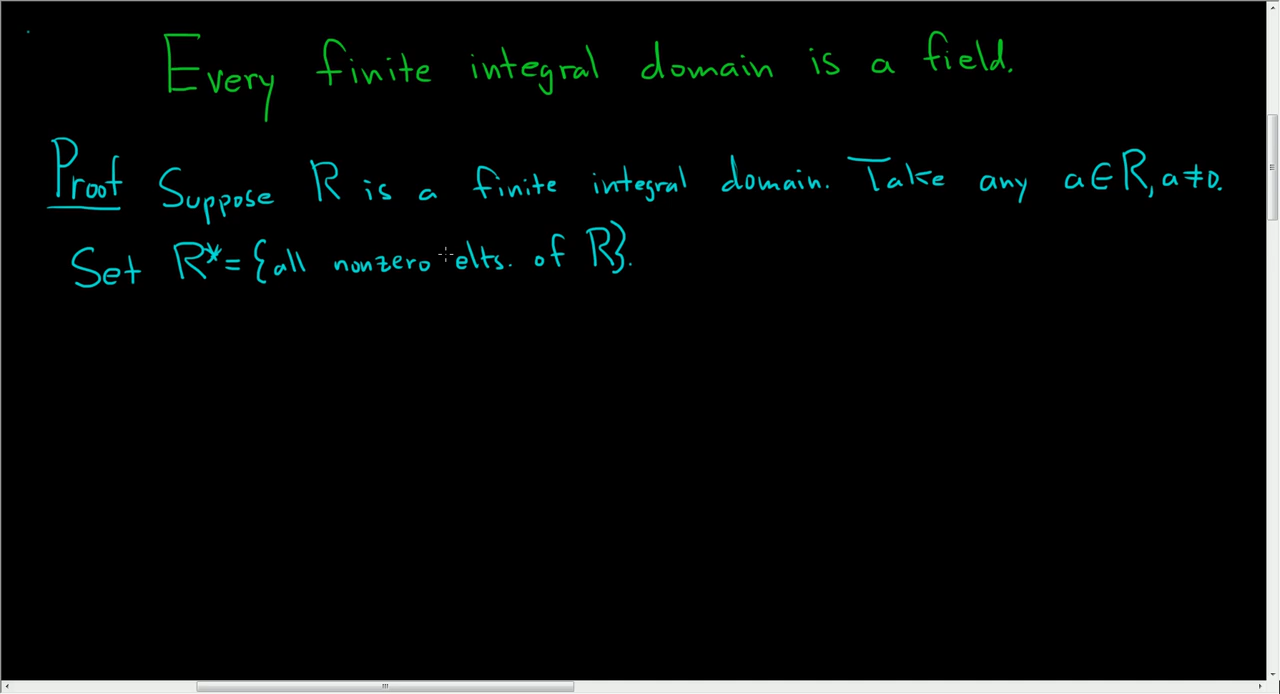 Every finite integral domain is a field.
Proof Suppose R is a finite integral domain. Take any a∈R, a≠0.
Set R*={all nonzero elts. of R}.